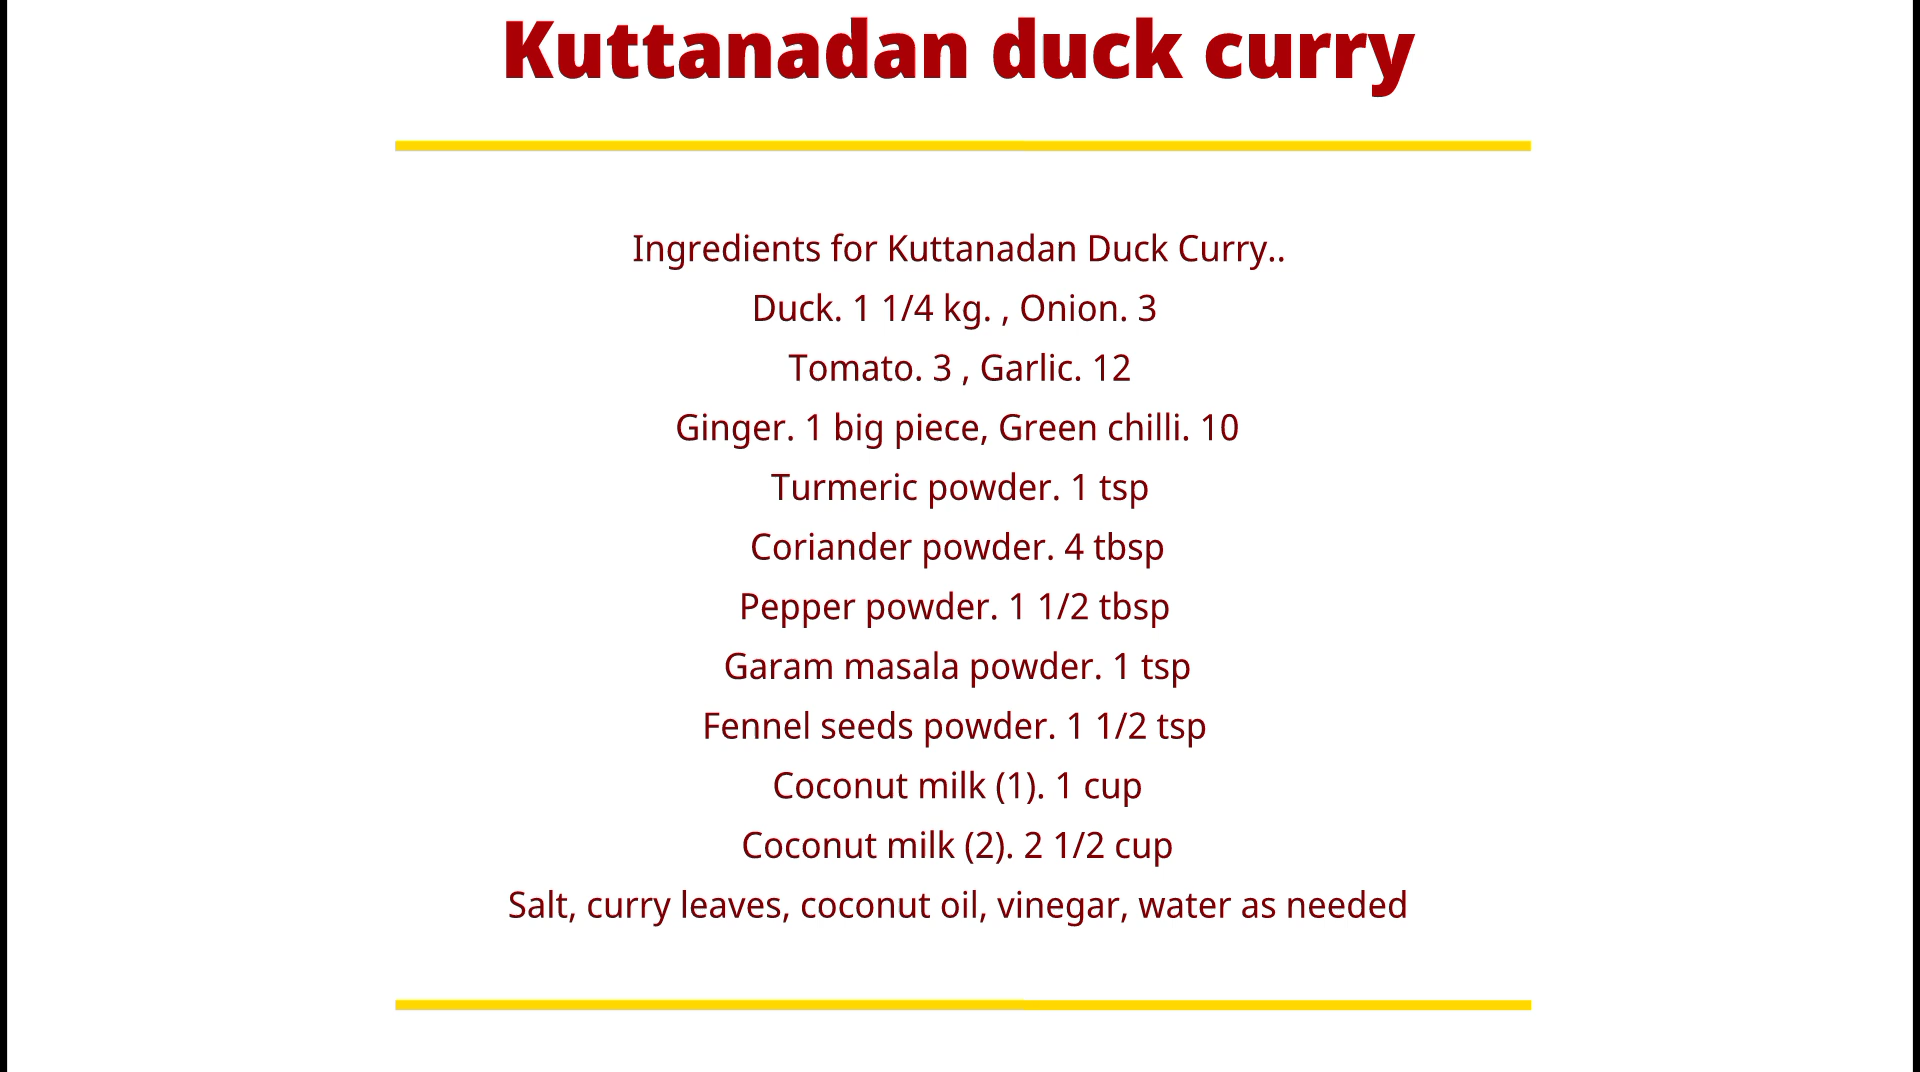 Kuttanadan duck curry
Ingredients for Kuttanadan Duck Curry..
Duck. 1 1/4 kg. , Onion. 3
Tomato. 3 , Garlic. 12
Ginger. 1 big piece, Green chilli. 10
Turmeric powder. 1 tsp
Coriander powder. 4 tbsp
Pepper powder. 1 1/2 tbsp
Garam masala powder. 1 tsp
Fennel seeds powder. 1 1/2 tsp
Coconut milk (1). 1 cup
Coconut milk (2). 2 1/2 cup
Salt, curry leaves, coconut oil, vinegar, water as needed